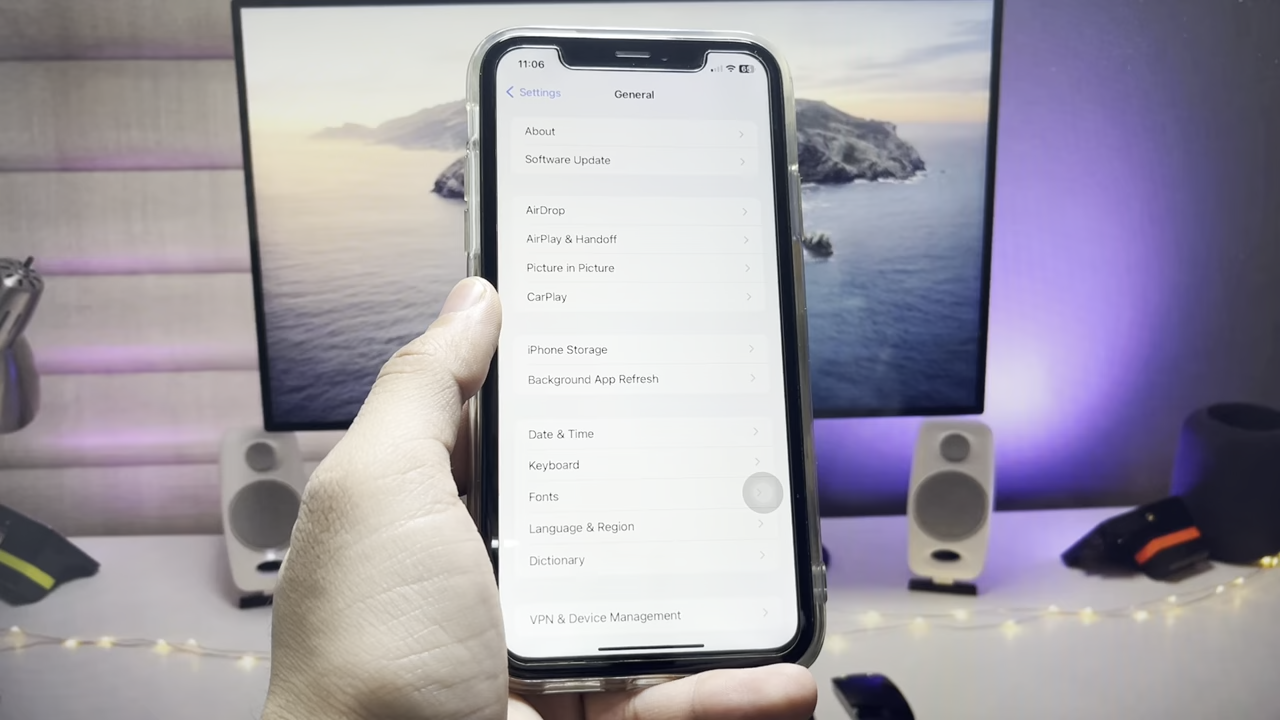 11:06
69
Settings
General
About
Software Update
AirDrop
AirPlay & Handoff
Picture in Picture
CarPlay
iPhone Storage
Background App Refresh
Date & Time
Keyboard
Fonts
Language & Region
Dictionary
VPN & Device Management